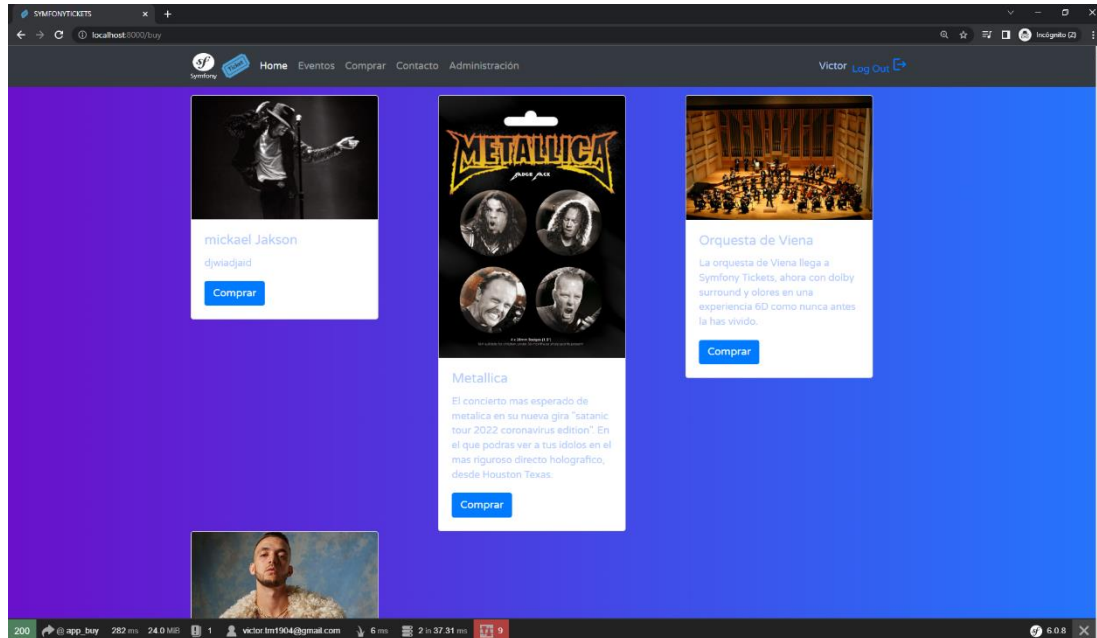 SYMFONYTICKETS
localhost:8000/buy
Incógnito (2)
Symfony
TICKET
Home Eventos Comprar Contacto Administración
Victor Log Out
mickael Jakson
djwiadjaid
Comprar
METALLICA
Metallica
El concierto mas esperado de
metalica en su nueva gira "satanic
tour 2022 coronavirus edition". En
el que podras ver a tus idolos en el
mas riguroso directo holografico,
desde Houston Texas.
Comprar
Orquesta de Viena
La orquesta de Viena llega a
Symfony Tickets, ahora con dolby
surround y olores en una
experiencia 6D como nunca antes
la has vivido.
Comprar
200 @ app_buy 282 ms 24.0 MiB 1 victor.tm1904@gmail.com 6 ms 2 in 37.31 ms 9 6.0.8